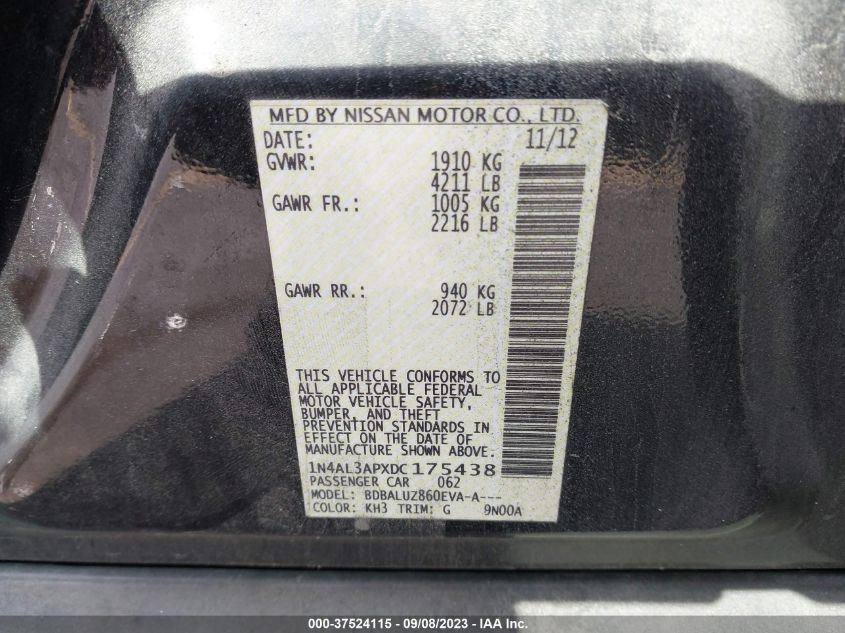 MFD BY NISSAN MOTOR CO., LTD.
DATE: 11/12
GVWR: 1910 KG
4211 LB
GAWR FR.: 1005 KG
2216 LB
GAWR RR.: 940 KG
2072 LB
THIS VEHICLE CONFORMS TO
ALL APPLICABLE FEDERAL
MOTOR VEHICLE SAFETY,
BUMPER, AND THEFT
PREVENTION STANDARDS IN
EFFECT ON THE DATE OF
MANUFACTURE SHOWN ABOVE.
1N4AL3APXDC175438
PASSENGER CAR 062
MODEL: BDBALUZ860EVA-A---
COLOR: KH3 TRIM: G 9N00A
000-37524115 - 09/08/2023 - IAA Inc.